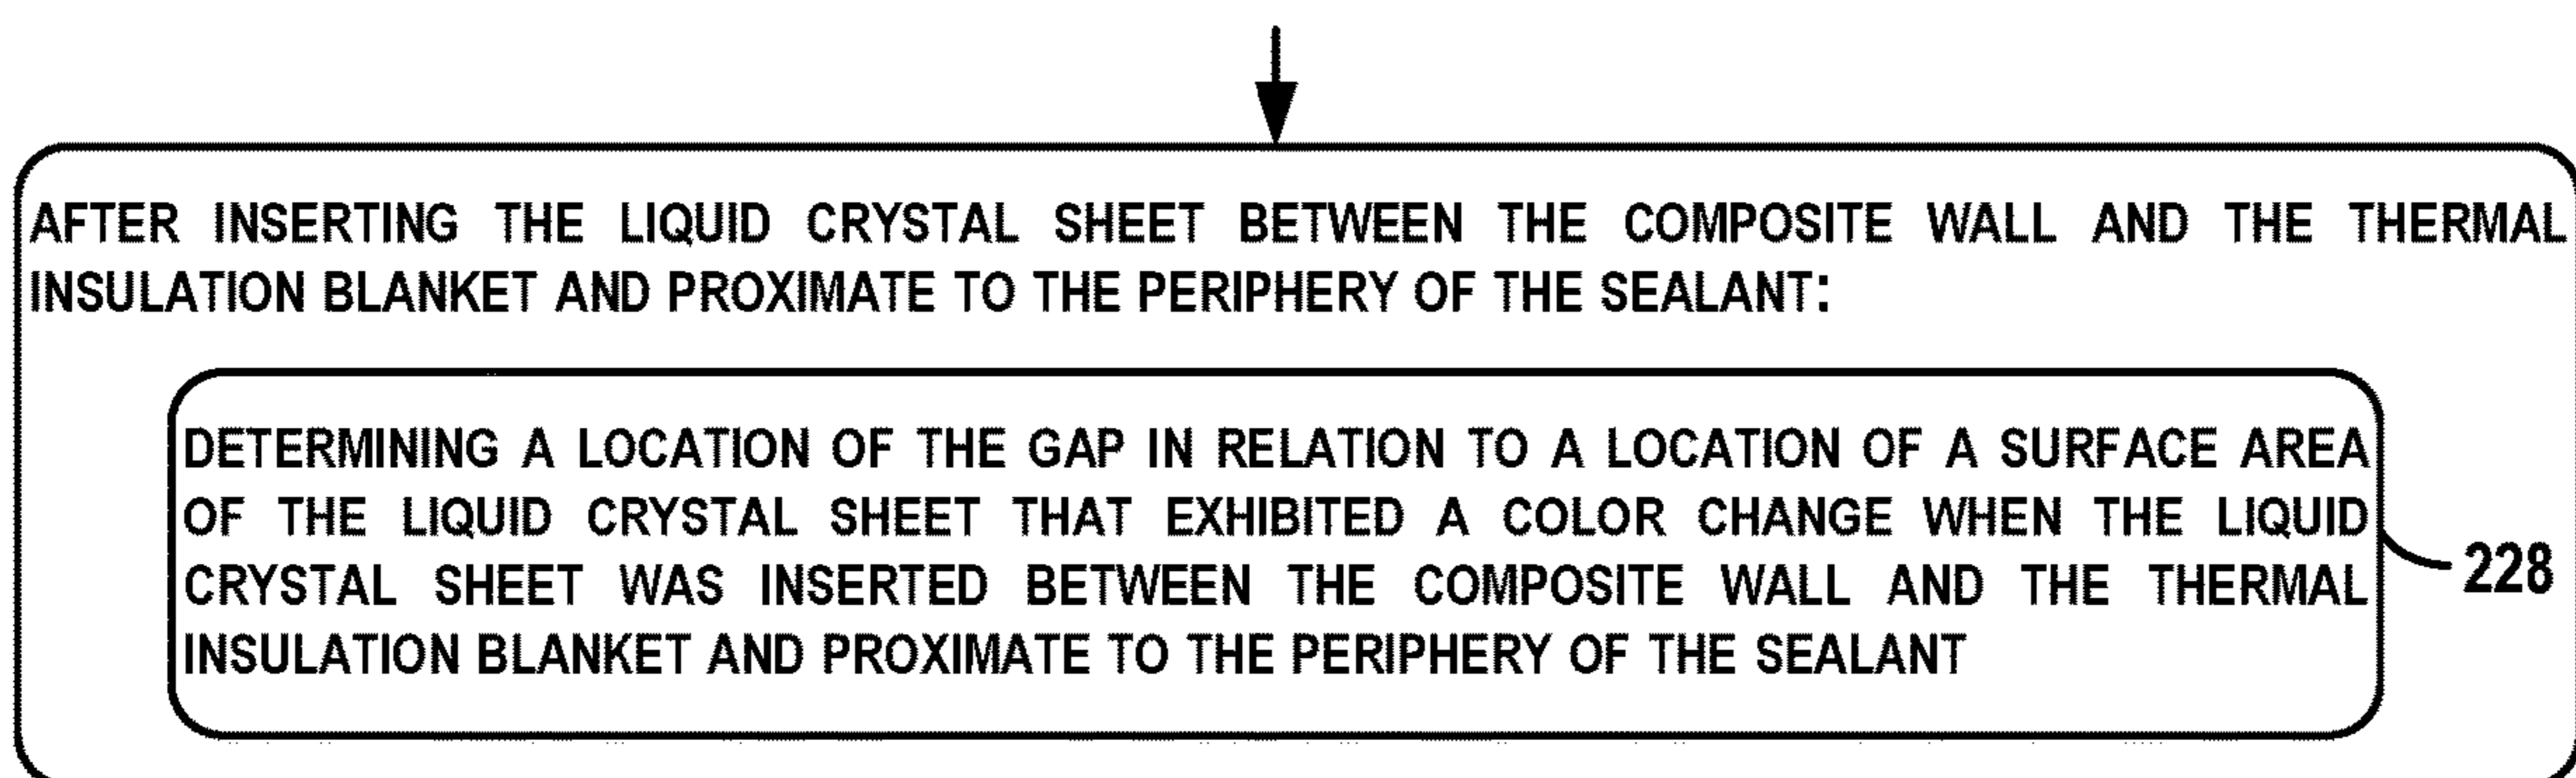 AFTER INSERTING THE LIQUID CRYSTAL SHEET BETWEEN THE COMPOSITE WALL AND THE THERMAL
INSULATION BLANKET AND PROXIMATE TO THE PERIPHERY OF THE SEALANT:
DETERMINING A LOCATION OF THE GAP IN RELATION TO A LOCATION OF A SURFACE AREA
OF THE LIQUID CRYSTAL SHEET THAT EXHIBITED A COLOR CHANGE WHEN THE LIQUID
CRYSTAL SHEET WAS INSERTED BETWEEN THE COMPOSITE WALL AND THE THERMAL
INSULATION BLANKET AND PROXIMATE TO THE PERIPHERY OF THE SEALANT
228